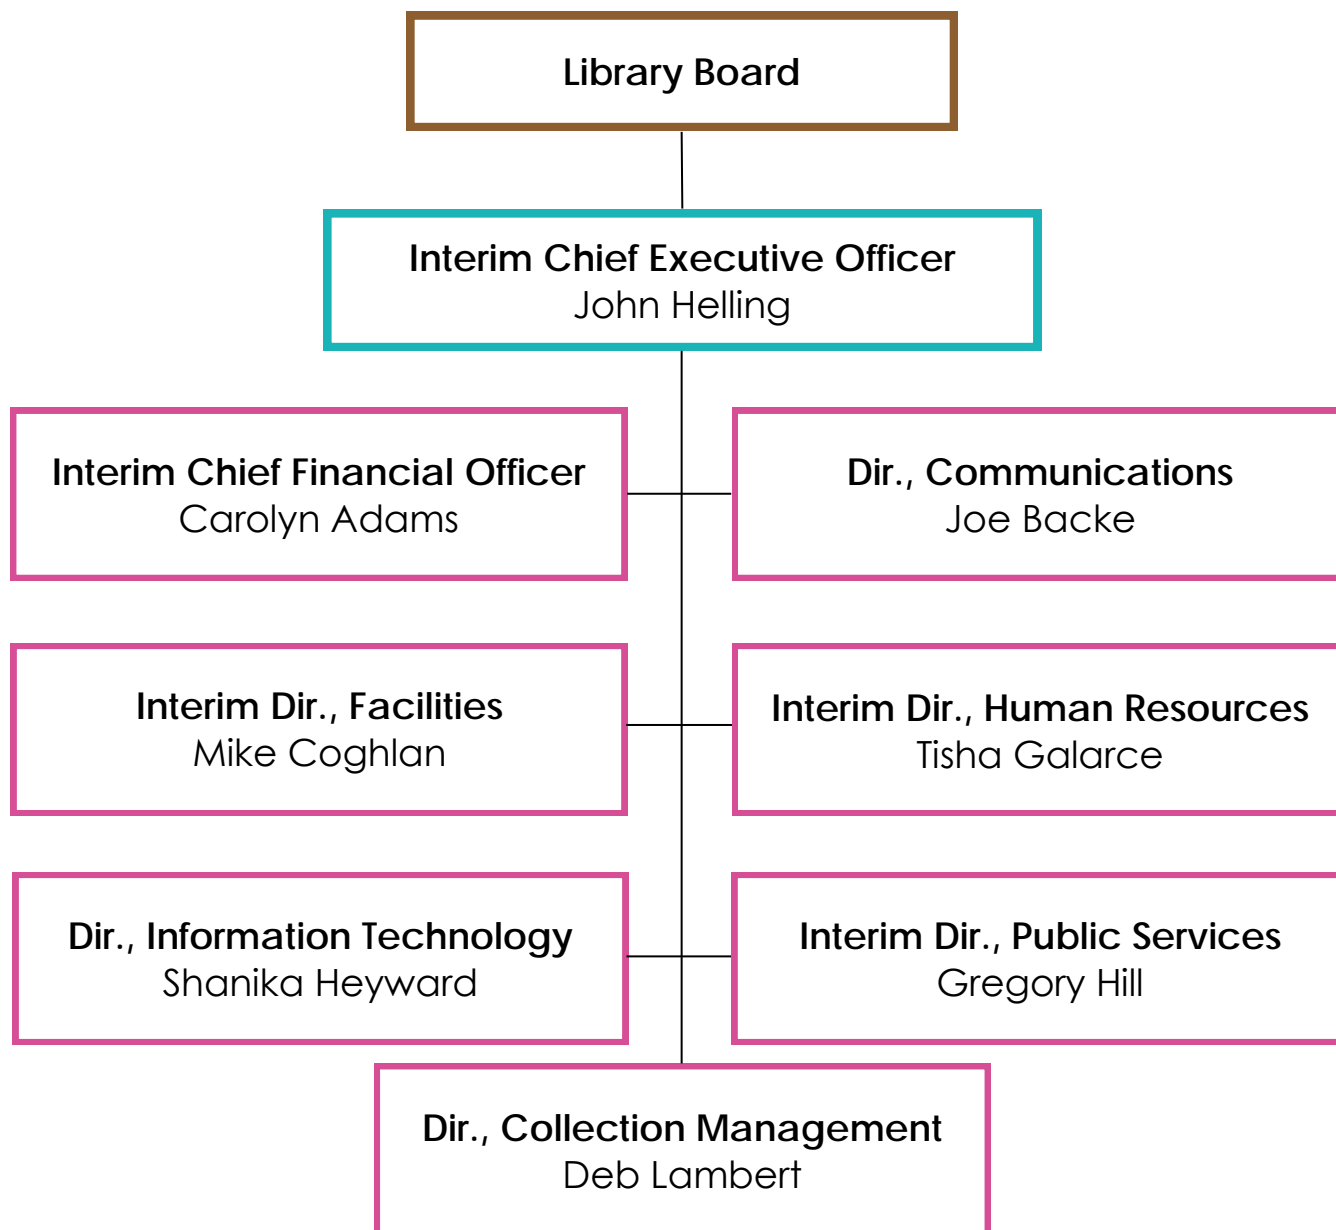 Library Board
Interim Chief Executive Officer
John Helling
Interim Chief Financial Officer
Carolyn Adams
Dir., Communications
Joe Backe
Interim Dir., Facilities
Mike Coghlan
Interim Dir., Human Resources
Tisha Galarce
Dir., Information Technology
Shanika Heyward
Interim Dir., Public Services
Gregory Hill
Dir., Collection Management
Deb Lambert